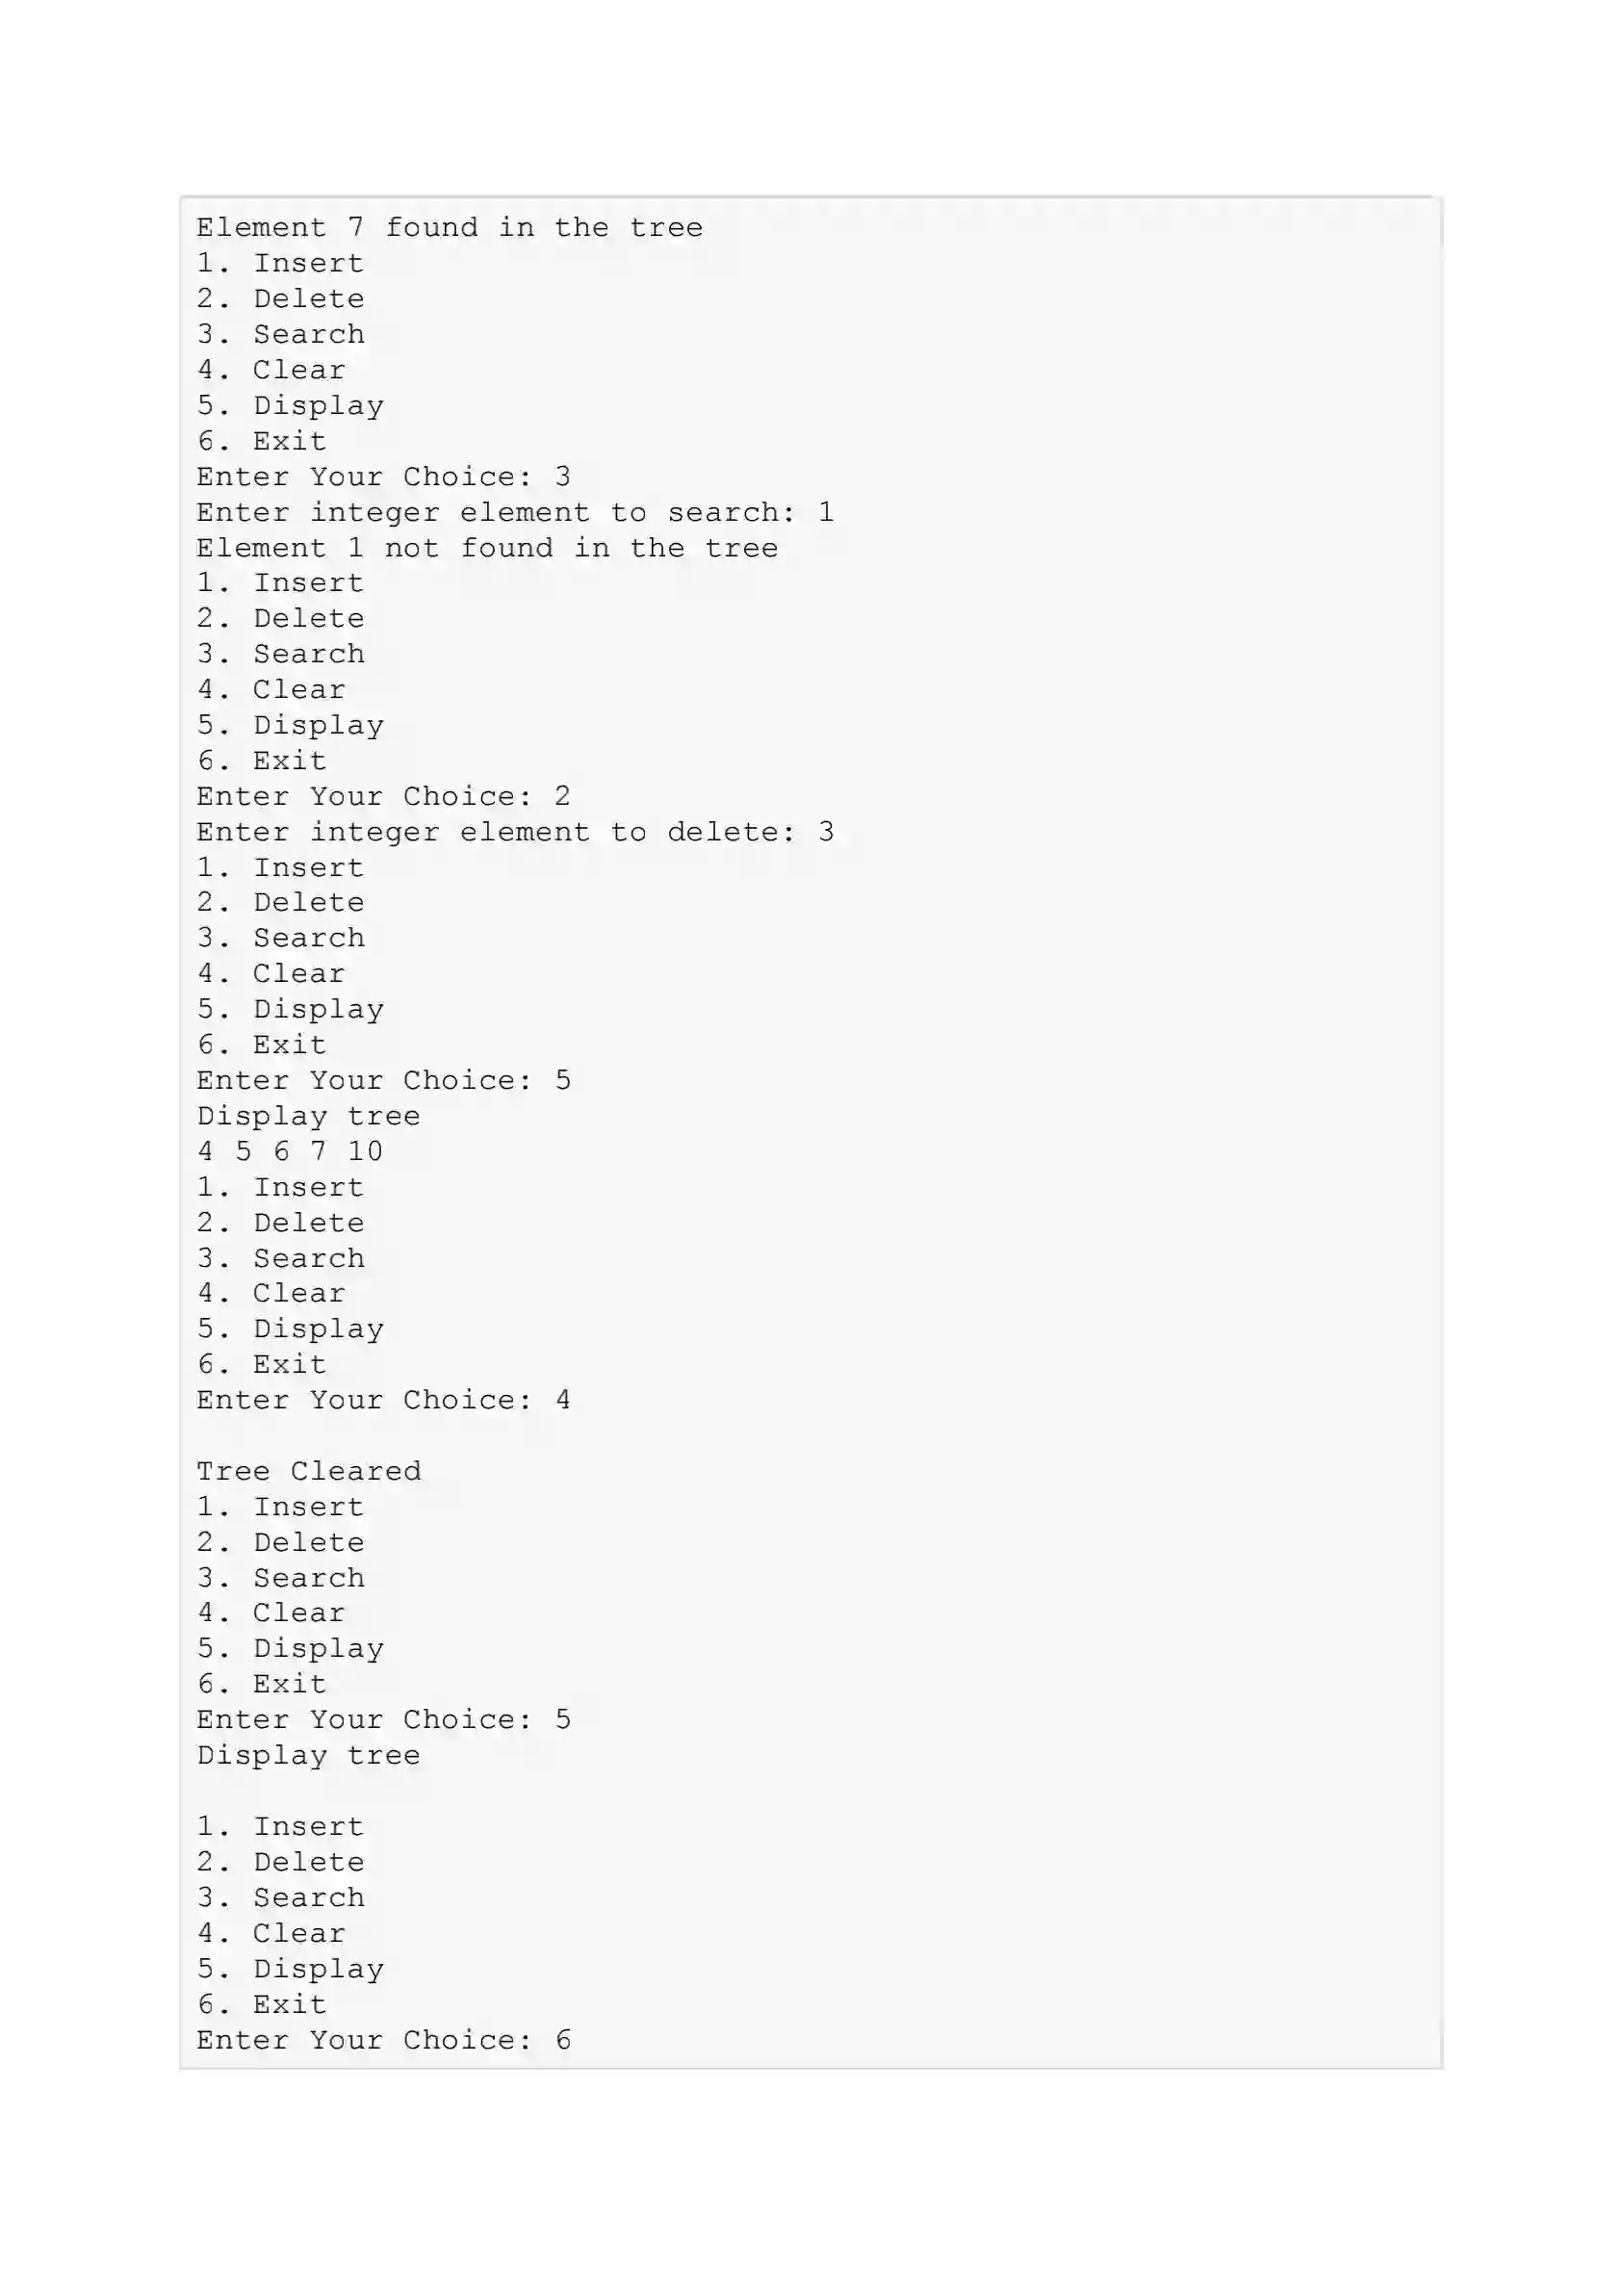 Element 7 found in the tree
1. Insert
2. Delete
3. Search
4. Clear
5. Display
6. Exit
Enter Your Choice: 3
Enter integer element to search: 1
Element 1 not found in the tree
1. Insert
2. Delete
3. Search
4. Clear
5. Display
6. Exit
Enter Your Choice: 2
Enter integer element to delete: 3
1. Insert
2. Delete
3. Search
4. Clear
5. Display
6. Exit
Enter Your Choice: 5
Display tree
4 5 6 7 10
1. Insert
2. Delete
3. Search
4. Clear
5. Display
6. Exit
Enter Your Choice: 4
Tree Cleared
1. Insert
2. Delete
3. Search
4. Clear
5. Display
6. Exit
Enter Your Choice: 5
Display tree
1. Insert
2. Delete
3. Search
4. Clear
5. Display
6. Exit
Enter Your Choice: 6